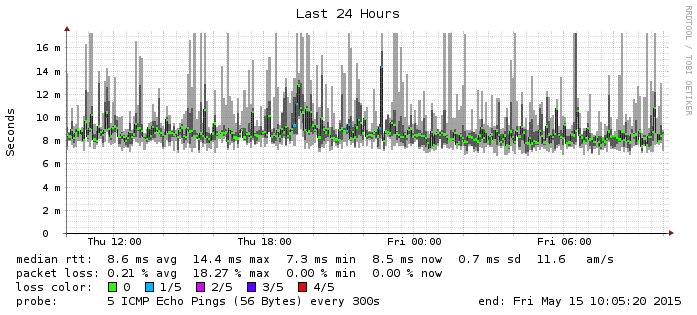 Last 24 Hours
RRDTOOL / TOBI OETIKER
Seconds
16 m
14 m
12 m
10 m
8 m
6 m
4 m
2 m
0
Thu 12:00 Thu 18:00 Fri 00:00 Fri 06:00
median rtt: 8.6 ms avg 14.4 ms max 7.3 ms min 8.5 ms now 0.7 ms sd 11.6 am/s
packet loss: 0.21 % avg 18.27 % max 0.00 % min 0.00 % now
loss color: 0 1/5 2/5 3/5 4/5
probe: 5 ICMP Echo Pings (56 Bytes) every 300s end: Fri May 15 10:05:20 2015